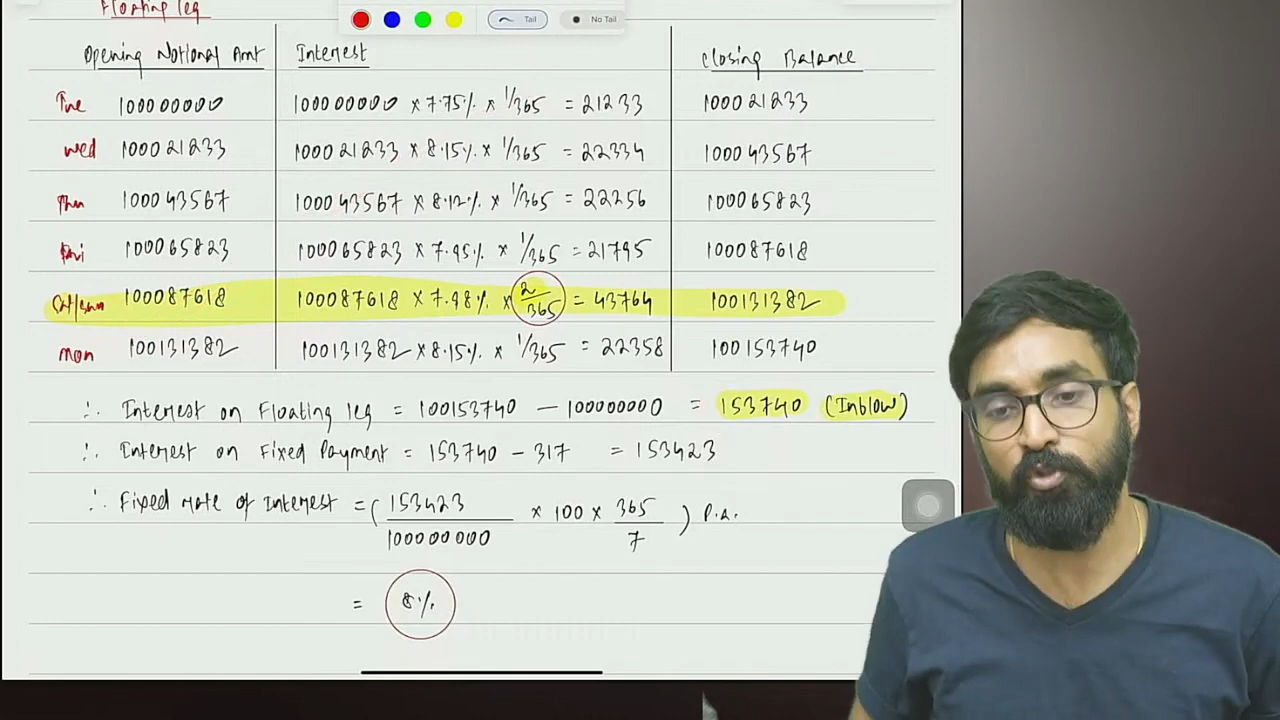 Floating leg
Tail No Tail
Opening Notional Amt Interest Closing Balance
Tue 100000000 100000000 × 7.75% × 1/365 = 21233 100021233
Wed 100021233 100021233 × 8.15% × 1/365 = 22334 100043567
Thu 100043567 100043567 × 8.12% × 1/365 = 22256 100065823
Fri 100065823 100065823 × 7.95% × 1/365 = 21795 100087618
Sat/Sun 100087618 100087618 × 7.98% × 2/365 = 43764 100131382
Mon 100131382 100131382 × 8.15% × 1/365 = 22358 100153740
∴ Interest on Floating leg = 100153740 — 100000000 = 153740 (Inflow)
∴ Interest on Fixed Payment = 153740 – 317 = 153423
∴ Fixed rate of Interest = (153423/100000000 × 100 × 365/7) P.A.
= 8%